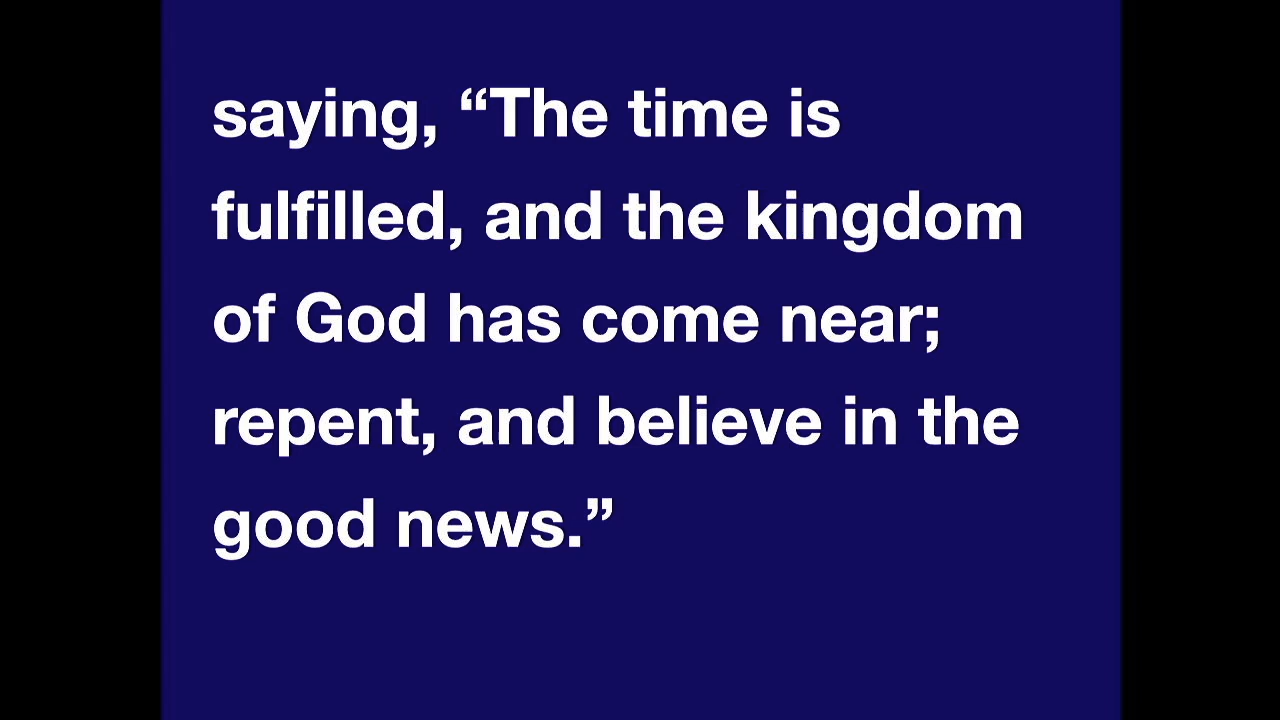 saying, “The time is
fulfilled, and the kingdom
of God has come near;
repent, and believe in the
good news.”